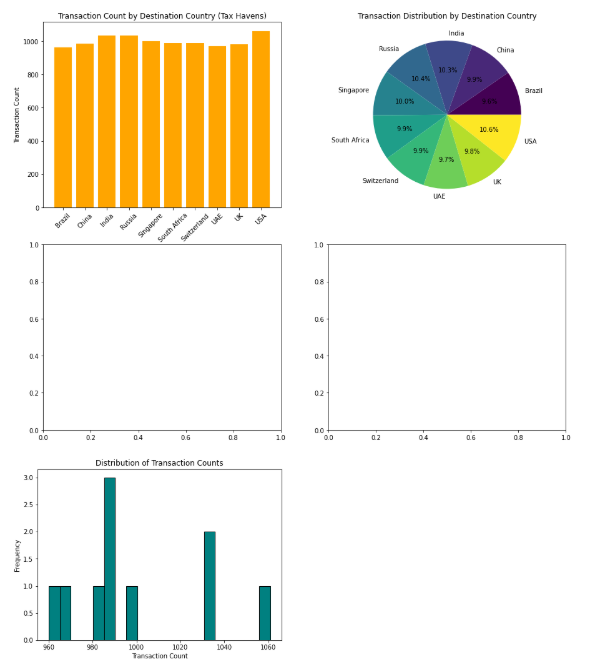 Transaction Count by Destination Country (Tax Havens)
Transaction Count
1000
800
600
400
200
0
Brazil
China
India
Russia
Singapore
South Africa
Switzerland
UAE
UK
USA
Transaction Distribution by Destination Country
India
Russia
China
Singapore
Brazil
South Africa
USA
Switzerland
UK
UAE
10.3%
10.4%
9.9%
10.0%
9.9%
10.6%
9.9%
9.8%
9.7%
1.0
0.8
0.6
0.4
0.2
0.0
0.0 0.2 0.4 0.6 0.8 1.0
1.0
0.8
0.6
0.4
0.2
0.0
0.0 0.2 0.4 0.6 0.8 1.0
Distribution of Transaction Counts
Frequency
3.0
2.5
2.0
1.5
1.0
0.5
0.0
960 980 1000 1020 1040 1060
Transaction Count